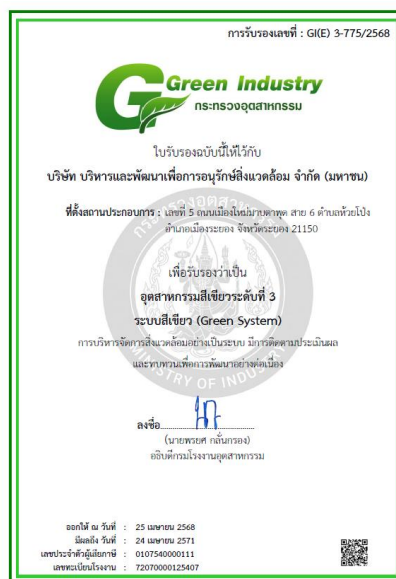 การรับรองเลขที่ : GI(E) 3-775/2568
Green Industry
กระทรวงอุตสาหกรรม
ใบรับรองฉบับนี้ให้ไว้กับ
บริษัท บริหารและพัฒนาเพื่อการอนุรักษ์สิ่งแวดล้อม จำกัด (มหาชน)
ที่ตั้งสถานประกอบการ : เลขที่ 5 ถนนเมืองใหม่มาบตาพุด สาย 6 ตำบลห้วยโป่ง
อำเภอเมืองระยอง จังหวัดระยอง 21150
เพื่อรับรองว่าเป็น
อุตสาหกรรมสีเขียวระดับที่ 3
ระบบสีเขียว (Green System)
การบริหารจัดการสิ่งแวดล้อมอย่างเป็นระบบ มีการติดตามประเมินผล
และทบทวนเพื่อการพัฒนาอย่างต่อเนื่อง
กระทรวงอุตสาหกรรม
MINISTRY OF INDUSTRY
ลงชื่อ
(นายพรยศ กลั่นกรอง)
อธิบดีกรมโรงงานอุตสาหกรรม
ออกให้ ณ วันที่ : 25 เมษายน 2568
มีผลถึง วันที่ : 24 เมษายน 2571
เลขประจำตัวผู้เสียภาษี : 0107540000111
เลขทะเบียนโรงงาน : 72070000125407